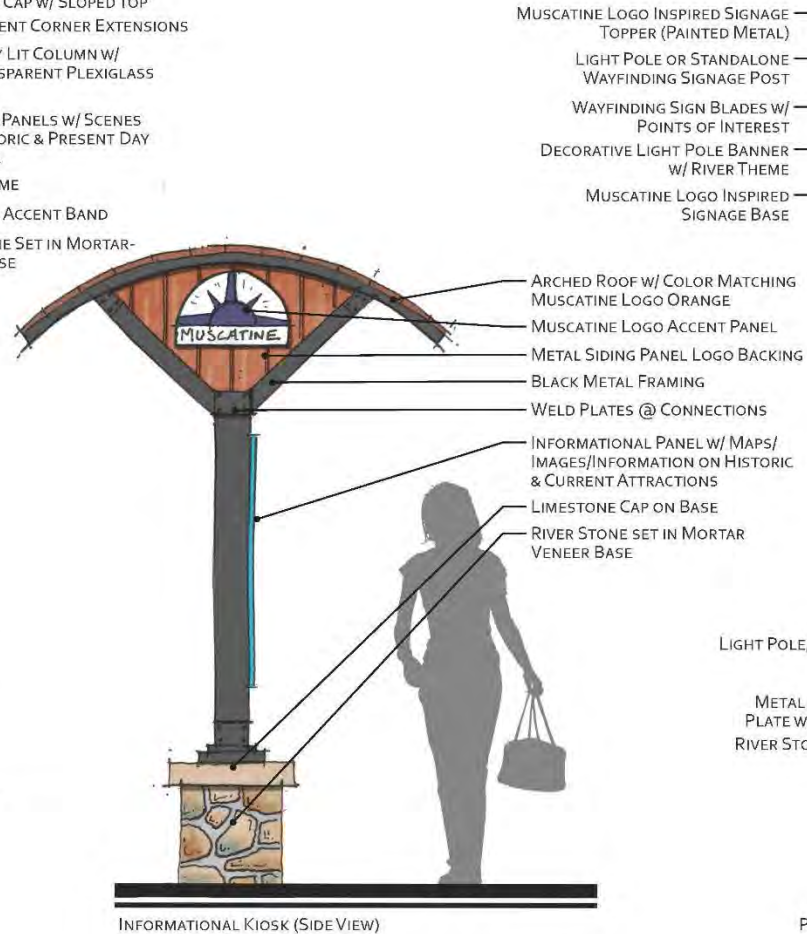 CAP W/ SLOPED TOP
ENT CORNER EXTENSIONS
LIT COLUMN W/
SPARENT PLEXIGLASS
PANELS W/ SCENES
ORIC & PRESENT DAY
ME
ACCENT BAND
E SET IN MORTAR-
SE
MUSCATINE LOGO INSPIRED SIGNAGE
TOPPER (PAINTED METAL)
LIGHT POLE OR STANDALONE
WAYFINDING SIGNAGE POST
WAYFINDING SIGN BLADES W/
POINTS OF INTEREST
DECORATIVE LIGHT POLE BANNER
W/ RIVER THEME
MUSCATINE LOGO INSPIRED
SIGNAGE BASE
MUSCATINE
ARCHED ROOF W/ COLOR MATCHING
MUSCATINE LOGO ORANGE
MUSCATINE LOGO ACCENT PANEL
METAL SIDING PANEL LOGO BACKING
BLACK METAL FRAMING
WELD PLATES @ CONNECTIONS
INFORMATIONAL PANEL W/ MAPS/
IMAGES/INFORMATION ON HISTORIC
& CURRENT ATTRACTIONS
LIMESTONE CAP ON BASE
RIVER STONE SET IN MORTAR
VENEER BASE
LIGHT POLE,
METAL
PLATE W
RIVER STO
INFORMATIONAL KIOSK (SIDE VIEW)
P